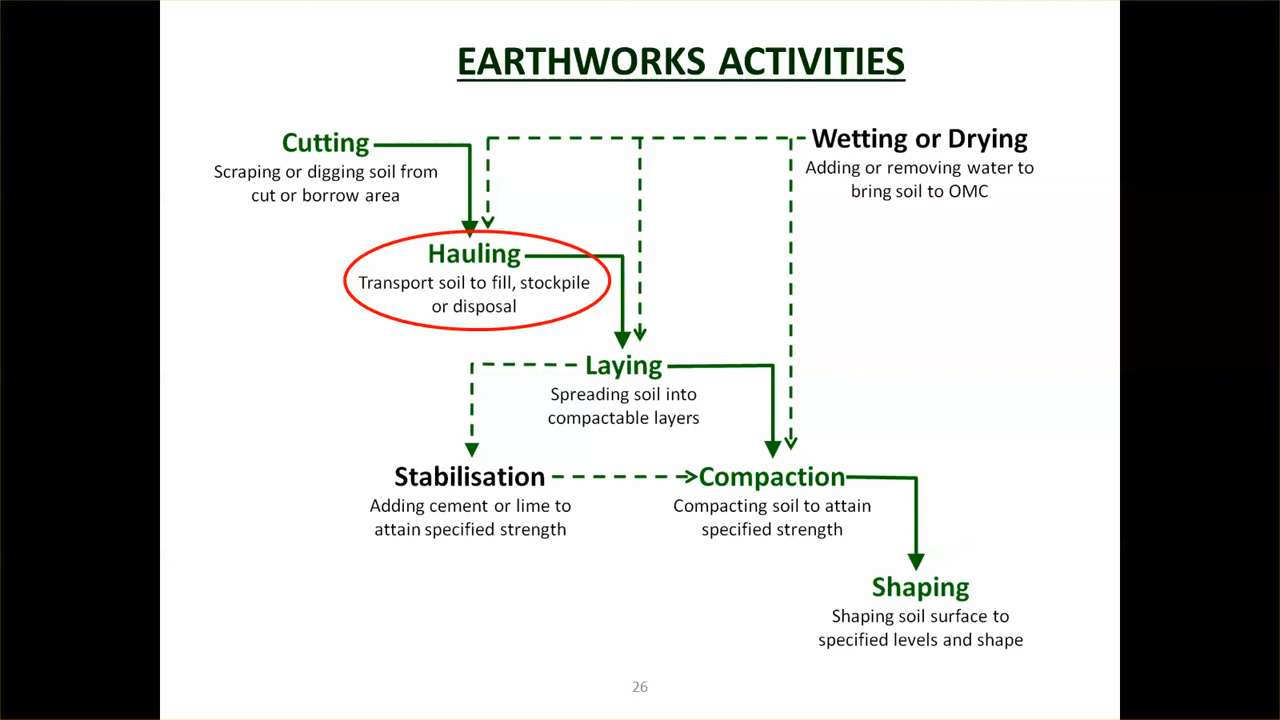 EARTHWORKS ACTIVITIES
Cutting
Scraping or digging soil from
cut or borrow area
Wetting or Drying
Adding or removing water to
bring soil to OMC
Hauling
Transport soil to fill, stockpile
or disposal
Laying
Spreading soil into
compactable layers
Stabilisation
Adding cement or lime to
attain specified strength
Compaction
Compacting soil to attain
specified strength
Shaping
Shaping soil surface to
specified levels and shape
26